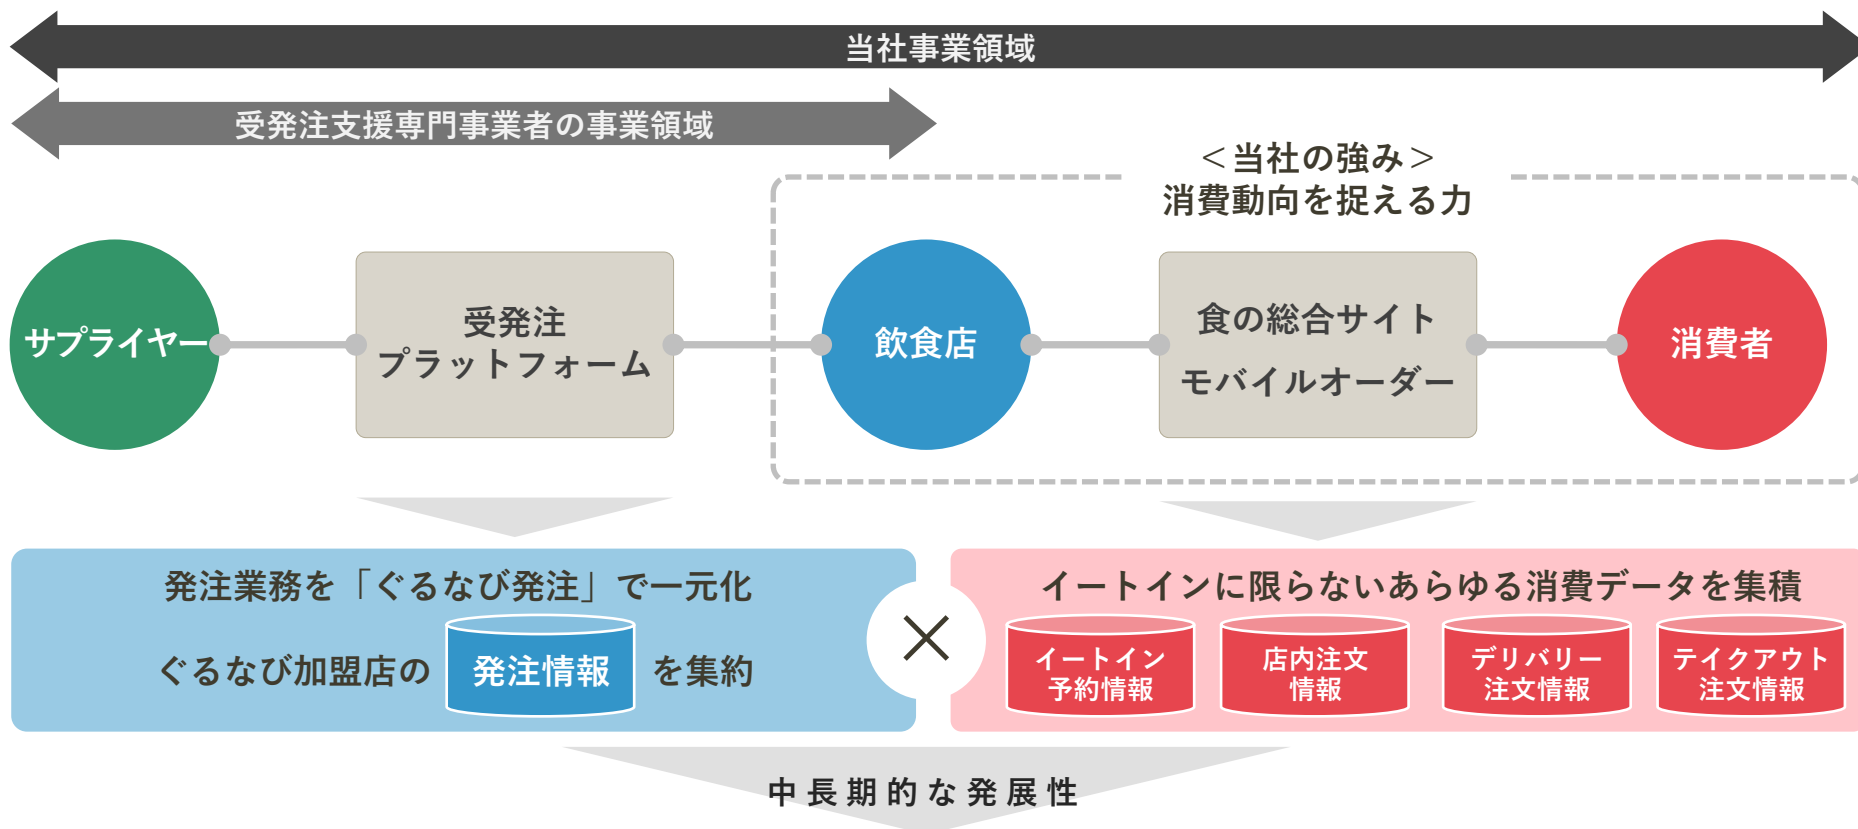 当社事業領域
受発注支援専門事業者の事業領域
＜当社の強み＞
消費動向を捉える力
サプライヤー
受発注
プラットフォーム
飲食店
食の総合サイト
モバイルオーダー
消費者
発注業務を「ぐるなび発注」で一元化
ぐるなび加盟店の 発注情報 を集約
×
イートインに限らないあらゆる消費データを集積
イートイン
予約情報
店内注文
情報
デリバリー
注文情報
テイクアウト
注文情報
中長期的な発展性